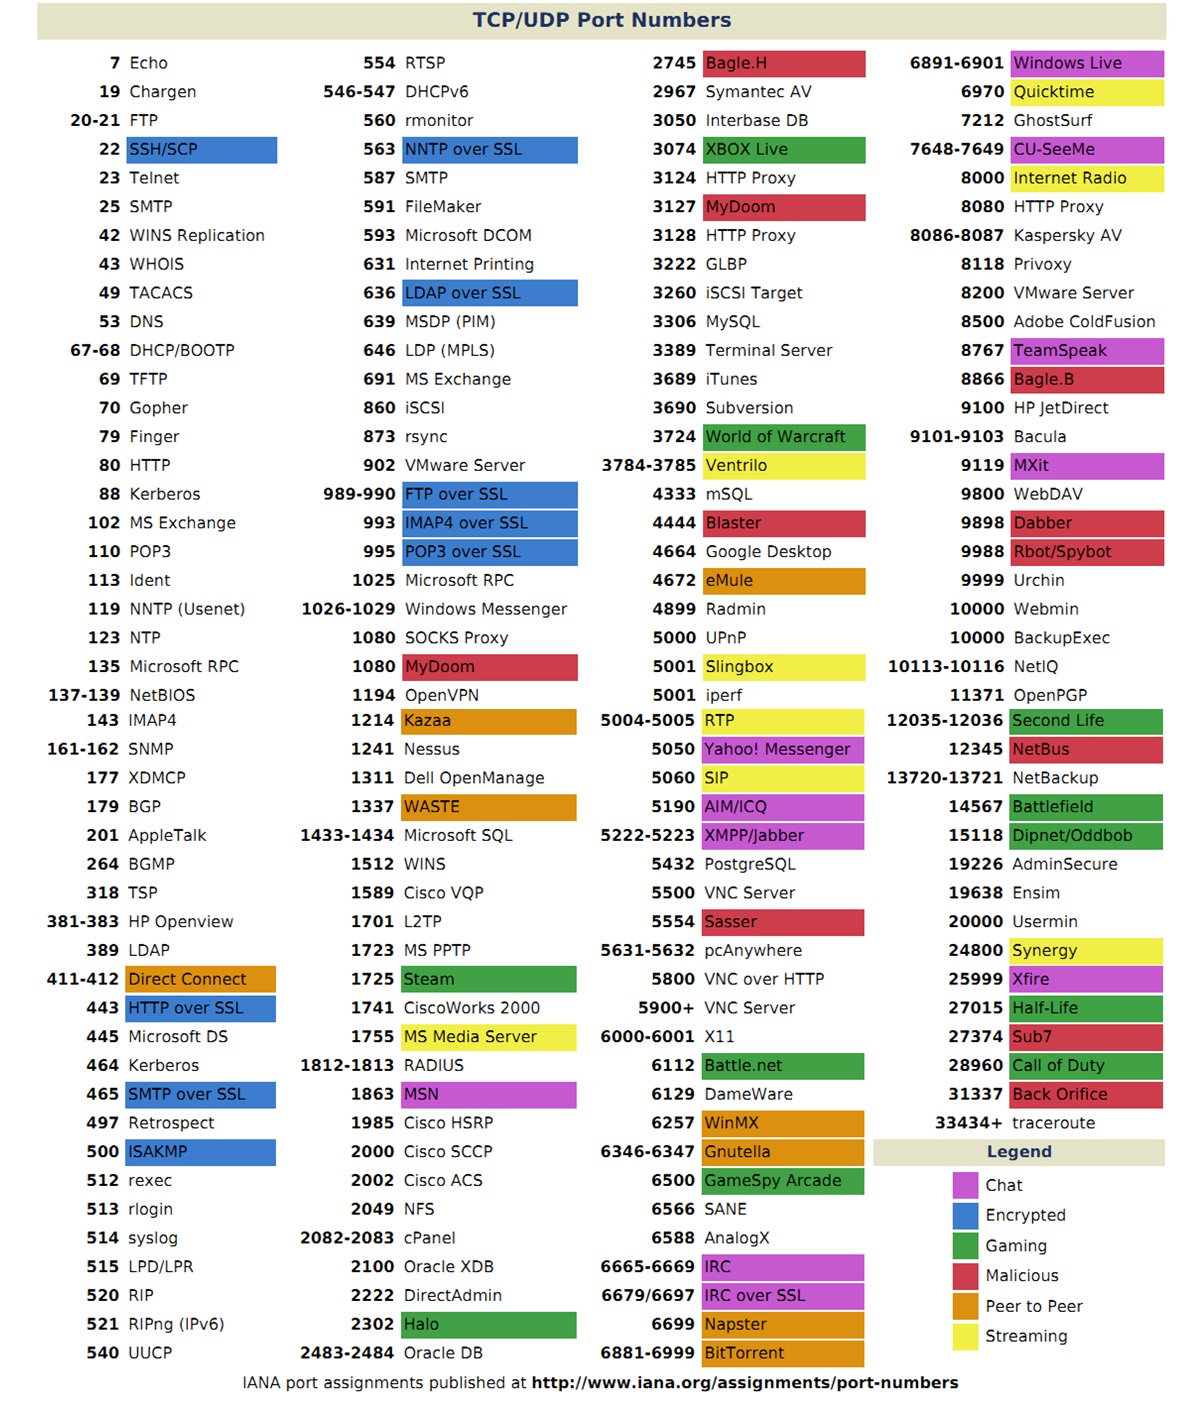 TCP/UDP Port Numbers
7 Echo
19 Chargen
20-21 FTP
22 SSH/SCP
23 Telnet
25 SMTP
42 WINS Replication
43 WHOIS
49 TACACS
53 DNS
67-68 DHCP/BOOTP
69 TFTP
70 Gopher
79 Finger
80 HTTP
88 Kerberos
102 MS Exchange
110 POP3
113 Ident
119 NNTP (Usenet)
123 NTP
135 Microsoft RPC
137-139 NetBIOS
143 IMAP4
161-162 SNMP
177 XDMCP
179 BGP
201 AppleTalk
264 BGMP
318 TSP
381-383 HP Openview
389 LDAP
411-412 Direct Connect
443 HTTP over SSL
445 Microsoft DS
464 Kerberos
465 SMTP over SSL
497 Retrospect
500 ISAKMP
512 rexec
513 rlogin
514 syslog
515 LPD/LPR
520 RIP
521 RIPng (IPv6)
540 UUCP
554 RTSP
546-547 DHCPv6
560 rmonitor
563 NNTP over SSL
587 SMTP
591 FileMaker
593 Microsoft DCOM
631 Internet Printing
636 LDAP over SSL
639 MSDP (PIM)
646 LDP (MPLS)
691 MS Exchange
860 iSCSI
873 rsync
902 VMware Server
989-990 FTP over SSL
993 IMAP4 over SSL
995 POP3 over SSL
1025 Microsoft RPC
1026-1029 Windows Messenger
1080 SOCKS Proxy
1080 MyDoom
1194 OpenVPN
1214 Kazaa
1241 Nessus
1311 Dell OpenManage
1337 WASTE
1433-1434 Microsoft SQL
1512 WINS
1589 Cisco VQP
1701 L2TP
1723 MS PPTP
1725 Steam
1741 CiscoWorks 2000
1755 MS Media Server
1812-1813 RADIUS
1863 MSN
1985 Cisco HSRP
2000 Cisco SCCP
2002 Cisco ACS
2049 NFS
2082-2083 cPanel
2100 Oracle XDB
2222 DirectAdmin
2302 Halo
2483-2484 Oracle DB
2745 Bagle.H
2967 Symantec AV
3050 Interbase DB
3074 XBOX Live
3124 HTTP Proxy
3127 MyDoom
3128 HTTP Proxy
3222 GLBP
3260 iSCSI Target
3306 MySQL
3389 Terminal Server
3689 iTunes
3690 Subversion
3724 World of Warcraft
3784-3785 Ventrilo
4333 mSQL
4444 Blaster
4664 Google Desktop
4672 eMule
4899 Radmin
5000 UPnP
5001 Slingbox
5001 iperf
5004-5005 RTP
5050 Yahoo! Messenger
5060 SIP
5190 AIM/ICQ
5222-5223 XMPP/Jabber
5432 PostgreSQL
5500 VNC Server
5554 Sasser
5631-5632 pcAnywhere
5800 VNC over HTTP
5900+ VNC Server
6000-6001 X11
6112 Battle.net
6129 DameWare
6257 WinMX
6346-6347 Gnutella
6500 GameSpy Arcade
6566 SANE
6588 AnalogX
6665-6669 IRC
6679/6697 IRC over SSL
6699 Napster
6881-6999 BitTorrent
6891-6901 Windows Live
6970 Quicktime
7212 GhostSurf
7648-7649 CU-SeeMe
8000 Internet Radio
8080 HTTP Proxy
8086-8087 Kaspersky AV
8118 Privoxy
8200 VMware Server
8500 Adobe ColdFusion
8767 TeamSpeak
8866 Bagle.B
9100 HP JetDirect
9101-9103 Bacula
9119 MXit
9800 WebDAV
9898 Dabber
9988 Rbot/Spybot
9999 Urchin
10000 Webmin
10000 BackupExec
10113-10116 NetIQ
11371 OpenPGP
12035-12036 Second Life
12345 NetBus
13720-13721 NetBackup
14567 Battlefield
15118 Dipnet/Oddbob
19226 AdminSecure
19638 Ensim
20000 Usermin
24800 Synergy
25999 Xfire
27015 Half-Life
27374 Sub7
28960 Call of Duty
31337 Back Orifice
33434+ traceroute
Legend
Chat
Encrypted
Gaming
Malicious
Peer to Peer
Streaming
IANA port assignments published at http://www.iana.org/assignments/port-numbers